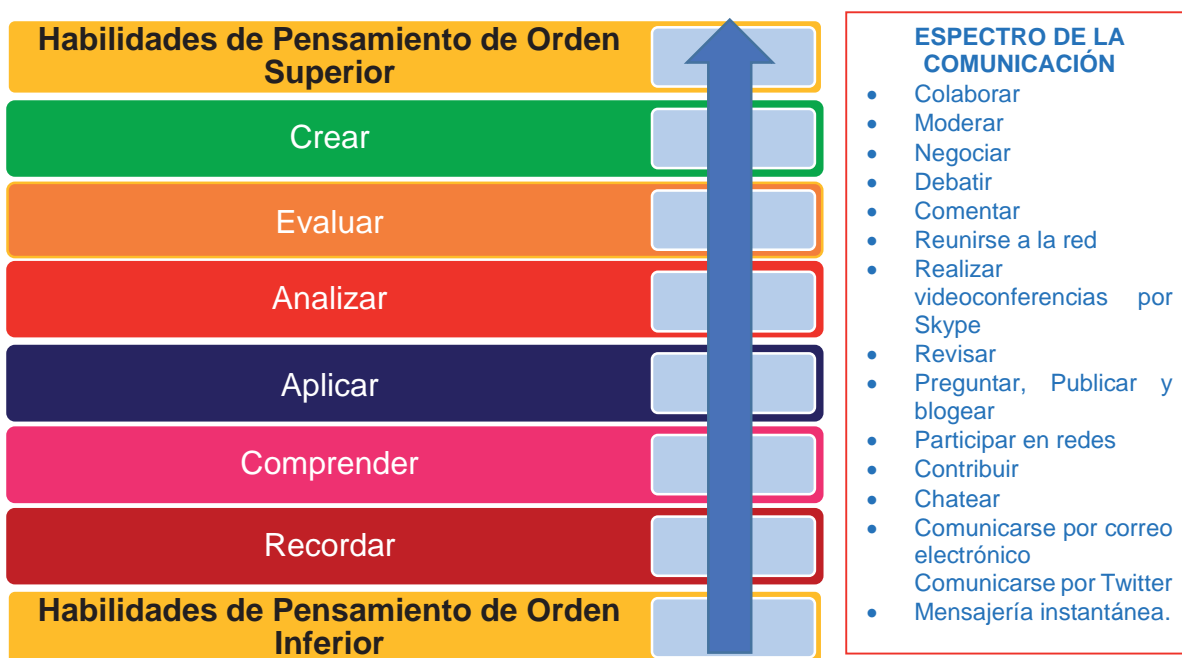 Habilidades de Pensamiento de Orden
Superior
Crear
Evaluar
Analizar
Aplicar
Comprender
Recordar
Habilidades de Pensamiento de Orden
Inferior
ESPECTRO DE LA
COMUNICACIÓN
• Colaborar
• Moderar
• Negociar
• Debatir
• Comentar
• Reunirse a la red
• Realizar
videoconferencias por
Skype
• Revisar
• Preguntar, Publicar y
blogear
• Participar en redes
• Contribuir
• Chatear
• Comunicarse por correo
electrónico
Comunicarse por Twitter
• Mensajería instantánea.